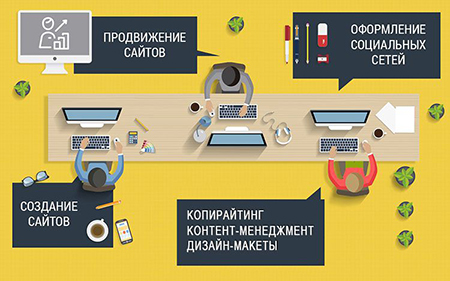 ПРОДВИЖЕНИЕ
САЙТОВ
ОФОРМЛЕНИЕ
СОЦИАЛЬНЫХ
СЕТЕЙ
СОЗДАНИЕ
САЙТОВ
КОПИРАЙТИНГ
КОНТЕНТ-МЕНЕДЖМЕНТ
ДИЗАЙН-МАКЕТЫ